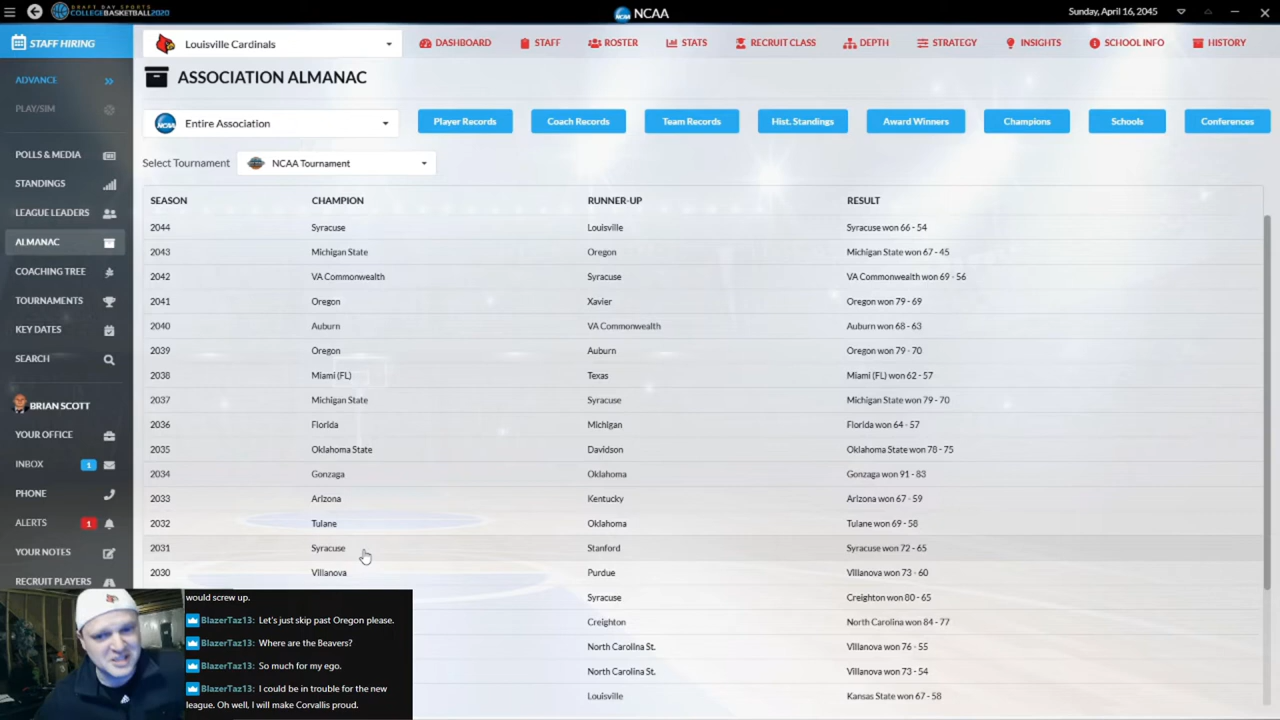 DRAFT DAY SPORTS
COLLEGE BASKETBALL 2020
NCAA
Sunday, April 16, 2045
STAFF HIRING
Louisville Cardinals
DASHBOARD
STAFF
ROSTER
STATS
RECRUIT CLASS
DEPTH
STRATEGY
INSIGHTS
SCHOOL INFO
HISTORY
ADVANCE
PLAY/SIM
POLLS & MEDIA
STANDINGS
LEAGUE LEADERS
ALMANAC
COACHING TREE
TOURNAMENTS
KEY DATES
SEARCH
BRIAN SCOTT
YOUR OFFICE
INBOX 1
PHONE
ALERTS 1
YOUR NOTES
RECRUIT PLAYERS
ASSOCIATION ALMANAC
Entire Association
Player Records
Coach Records
Team Records
Hist. Standings
Award Winners
Champions
Schools
Conferences
Select Tournament NCAA Tournament
SEASON CHAMPION RUNNER-UP RESULT
2044 Syracuse Louisville Syracuse won 66 - 54
2043 Michigan State Oregon Michigan State won 67 - 45
2042 VA Commonwealth Syracuse VA Commonwealth won 69 - 56
2041 Oregon Xavier Oregon won 79 - 69
2040 Auburn VA Commonwealth Auburn won 68 - 63
2039 Oregon Auburn Oregon won 79 - 70
2038 Miami (FL) Texas Miami (FL) won 62 - 57
2037 Michigan State Syracuse Michigan State won 79 - 70
2036 Florida Michigan Florida won 64 - 57
2035 Oklahoma State Davidson Oklahoma State won 78 - 75
2034 Gonzaga Oklahoma Gonzaga won 91 - 83
2033 Arizona Kentucky Arizona won 67 - 59
2032 Tulane Oklahoma Tulane won 69 - 58
2031 Syracuse Stanford Syracuse won 72 - 65
2030 Villanova Purdue Villanova won 73 - 60
Syracuse Creighton won 80 - 65
Creighton North Carolina won 84 - 77
North Carolina St. Villanova won 76 - 55
North Carolina St. Villanova won 73 - 54
Louisville Kansas State won 67 - 58
would screw up.
BlazerTaz13: Let's just skip past Oregon please.
BlazerTaz13: Where are the Beavers?
BlazerTaz13: So much for my ego.
BlazerTaz13: I could be in trouble for the new
league. Oh well, I will make Corvallis proud.